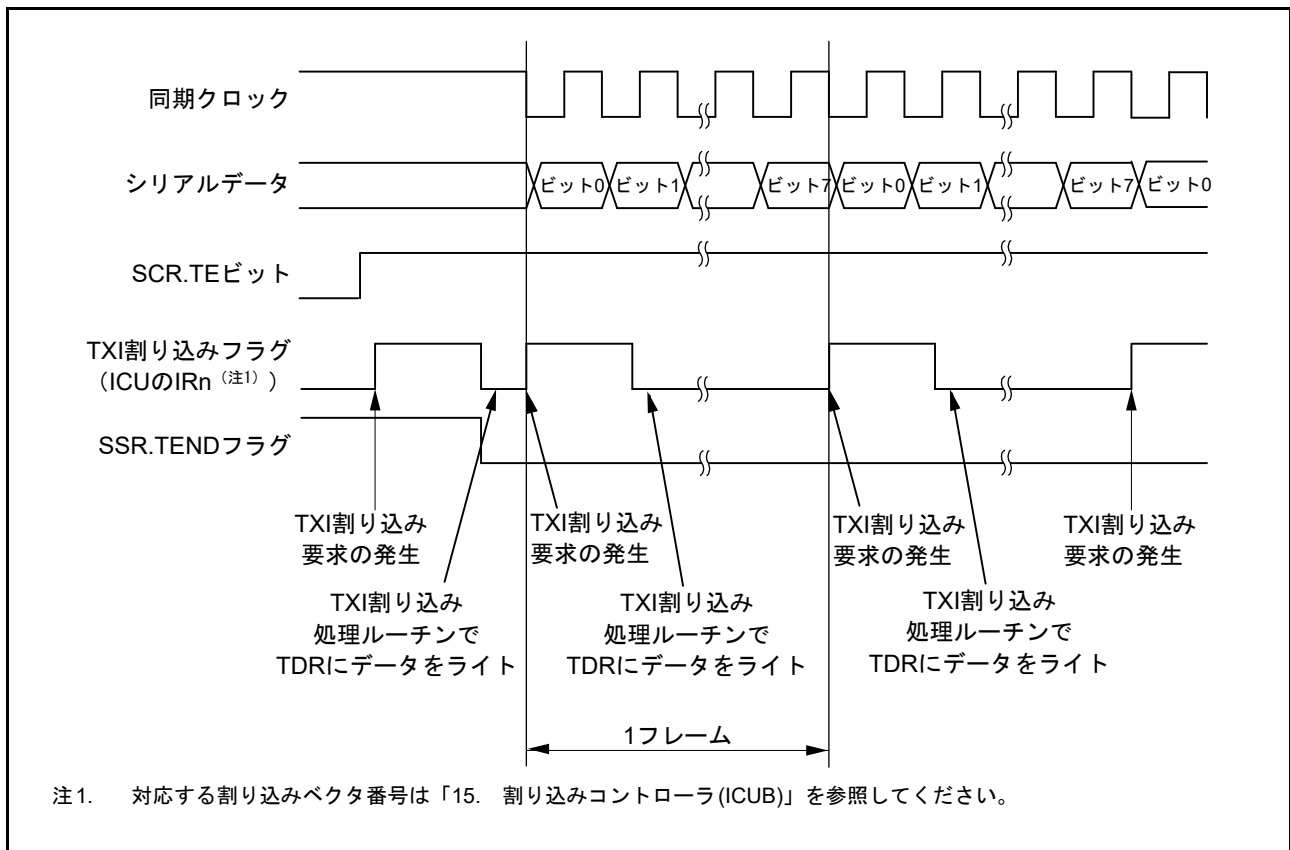 同期クロック
シリアルデータ
ビット0 ビット1 ビット7 ビット0 ビット1 ビット7 ビット0
SCR.TEビット
TXI割り込みフラグ
(ICUのIRn (注1) )
SSR.TENDフラグ
TXI割り込み
要求の発生
TXI割り込み
要求の発生
TXI割り込み
要求の発生
TXI割り込み
要求の発生
TXI割り込み
処理ルーチンで
TDRにデータをライト
TXI割り込み
処理ルーチンで
TDRにデータをライト
TXI割り込み
処理ルーチンで
TDRにデータをライト
1フレーム
注1. 対応する割り込みベクタ番号は「15. 割り込みコントローラ(ICUB)」を参照してください。